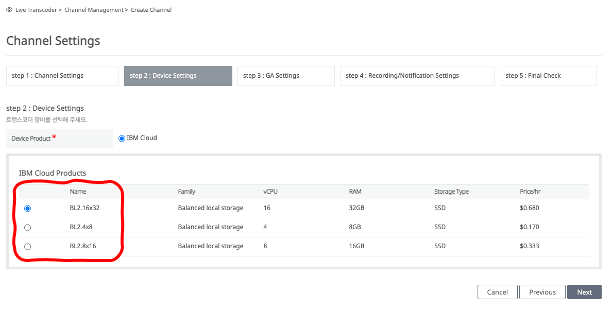 Live Transcoder > Channel Management > Create Channel
Channel Settings
step 1 : Channel Settings
step 2 : Device Settings
step 3 : GA Settings
step 4 : Recording/Notification Settings
step 5 : Final Check
step 2 : Device Settings
트랜스코더 장비를 선택해 주세요.
Device Product * IBM Cloud
IBM Cloud Products
Name Family vCPU RAM Storage Type Price/hr
BL2.16x32 Balanced local storage 16 32GB SSD $0.680
BL2.4x8 Balanced local storage 4 8GB SSD $0.170
BL2.8x16 Balanced local storage 8 16GB SSD $0.333
Cancel Previous Next